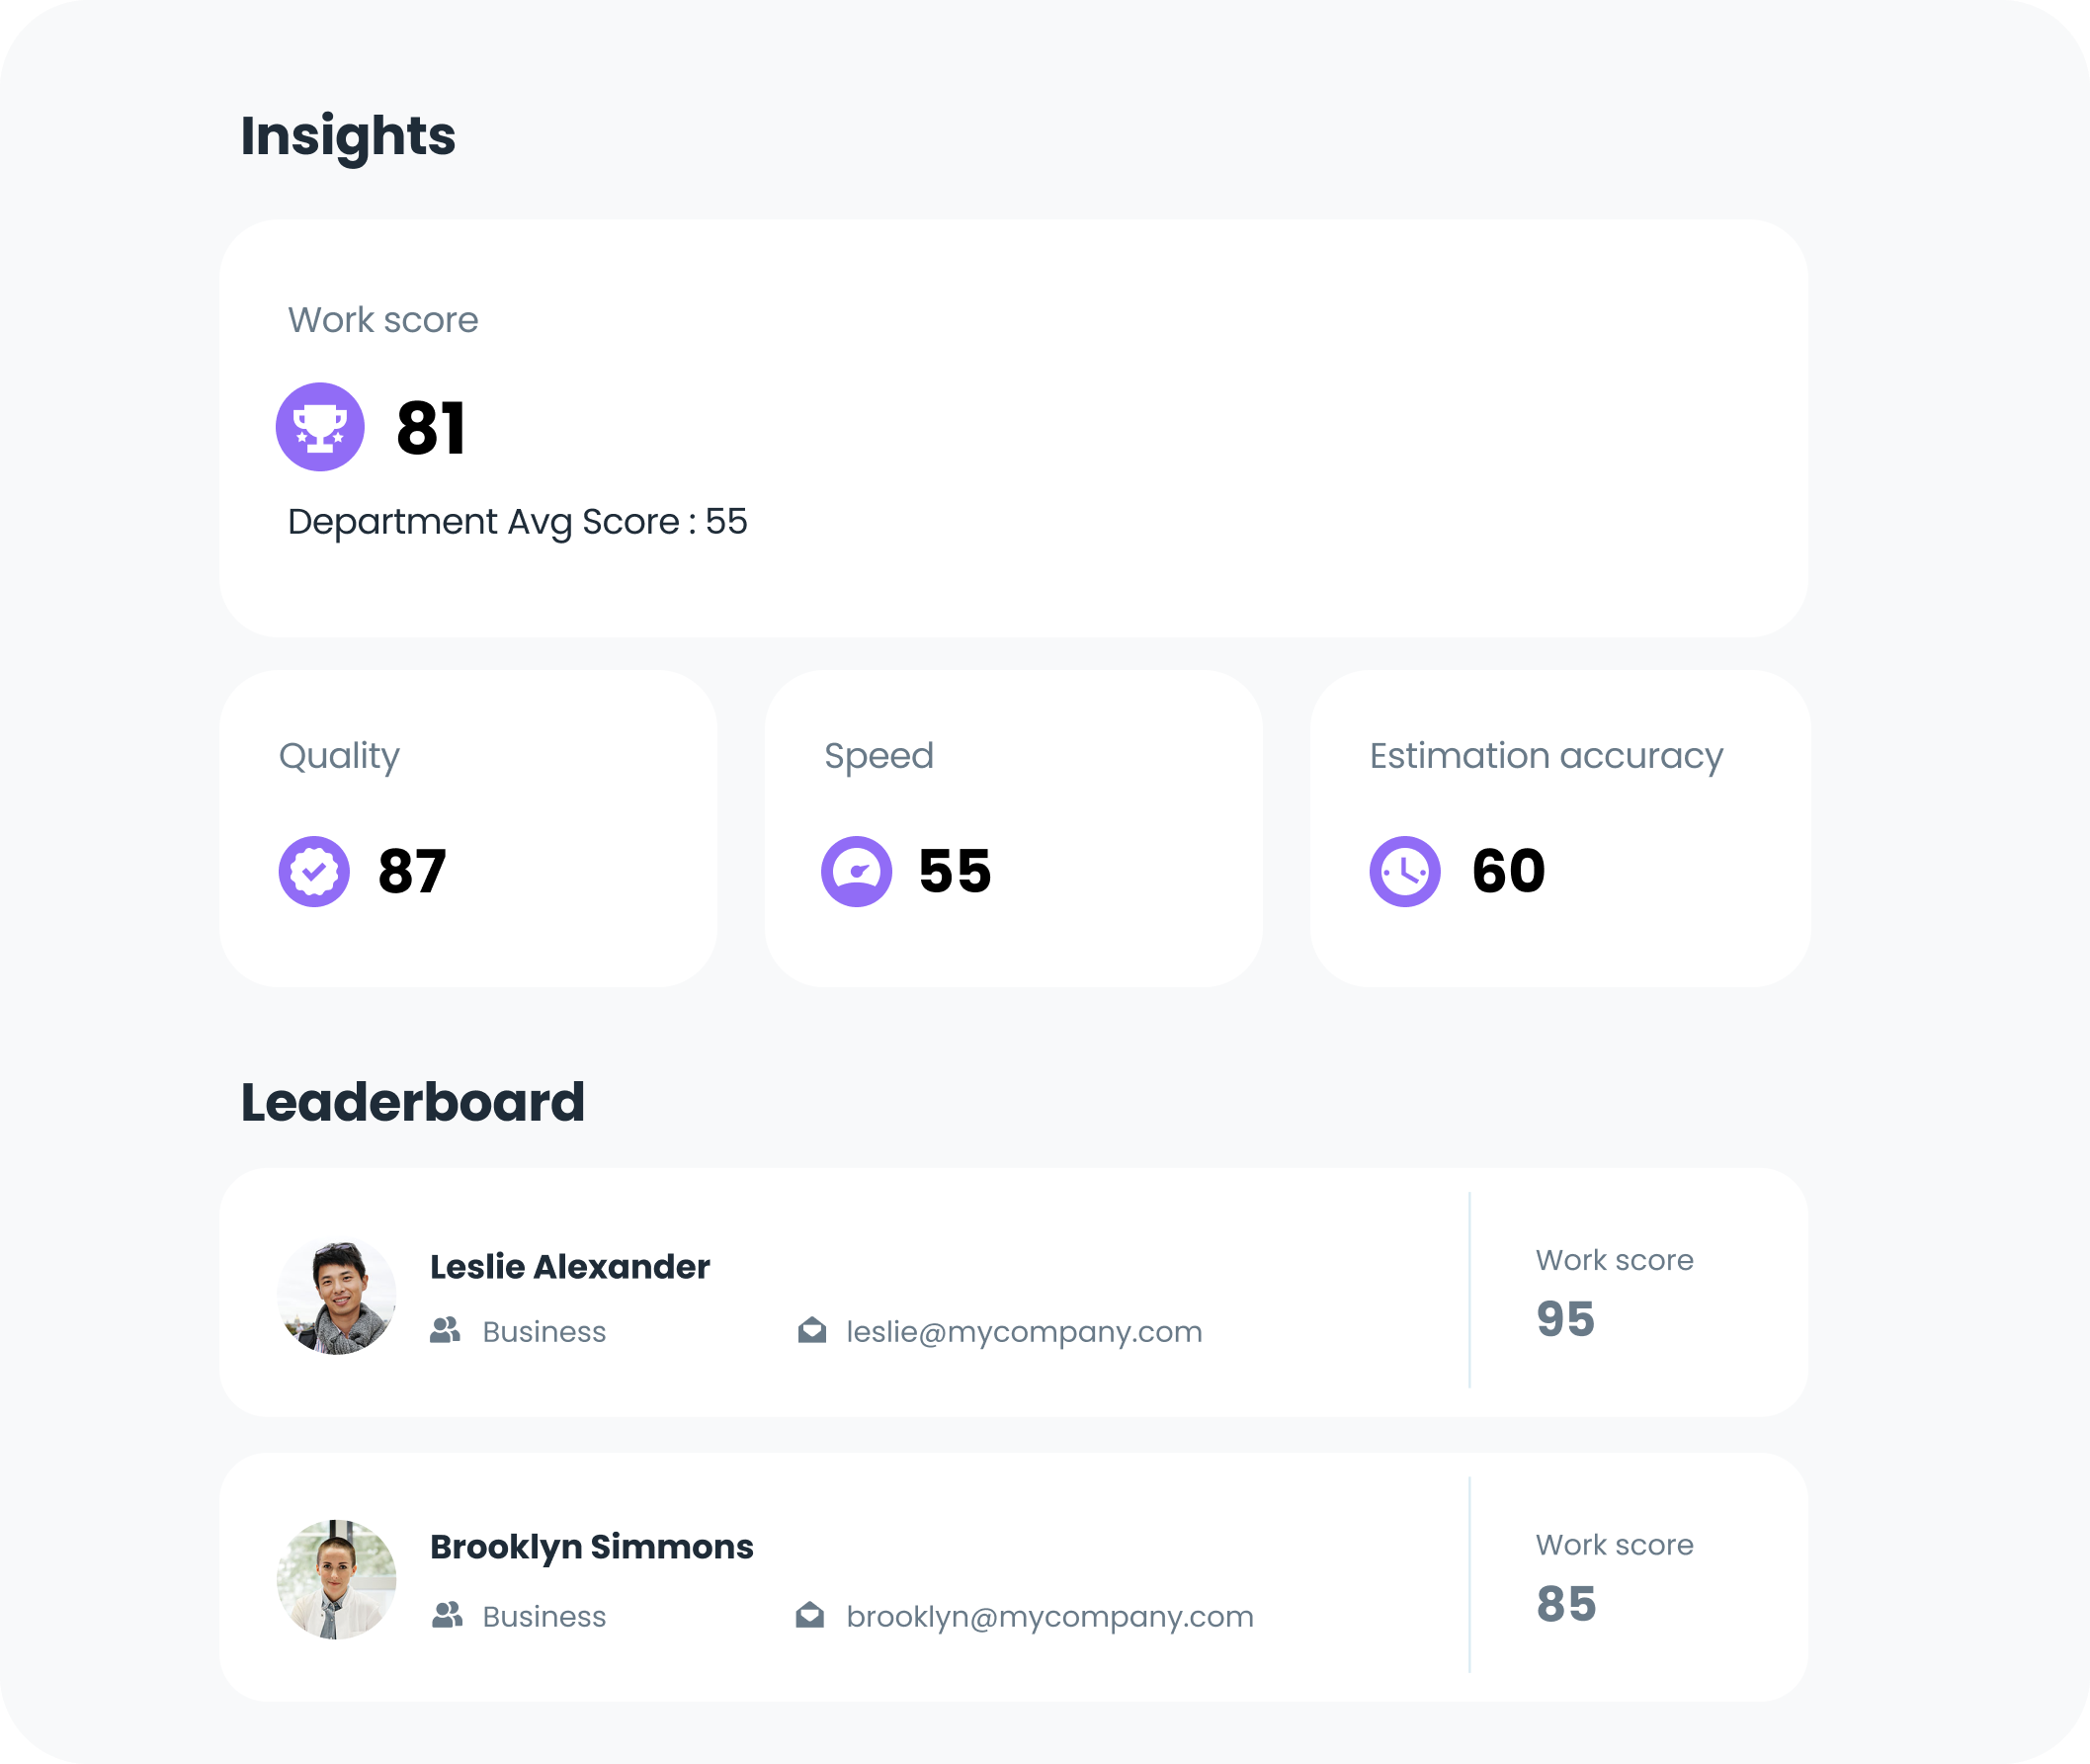 Insights
Work score
81
Department Avg Score : 55
Quality
87
Speed
55
Estimation accuracy
60
Leaderboard
Leslie Alexander
Business
leslie@mycompany.com
Work score
95
Brooklyn Simmons
Business
brooklyn@mycompany.com
Work score
85